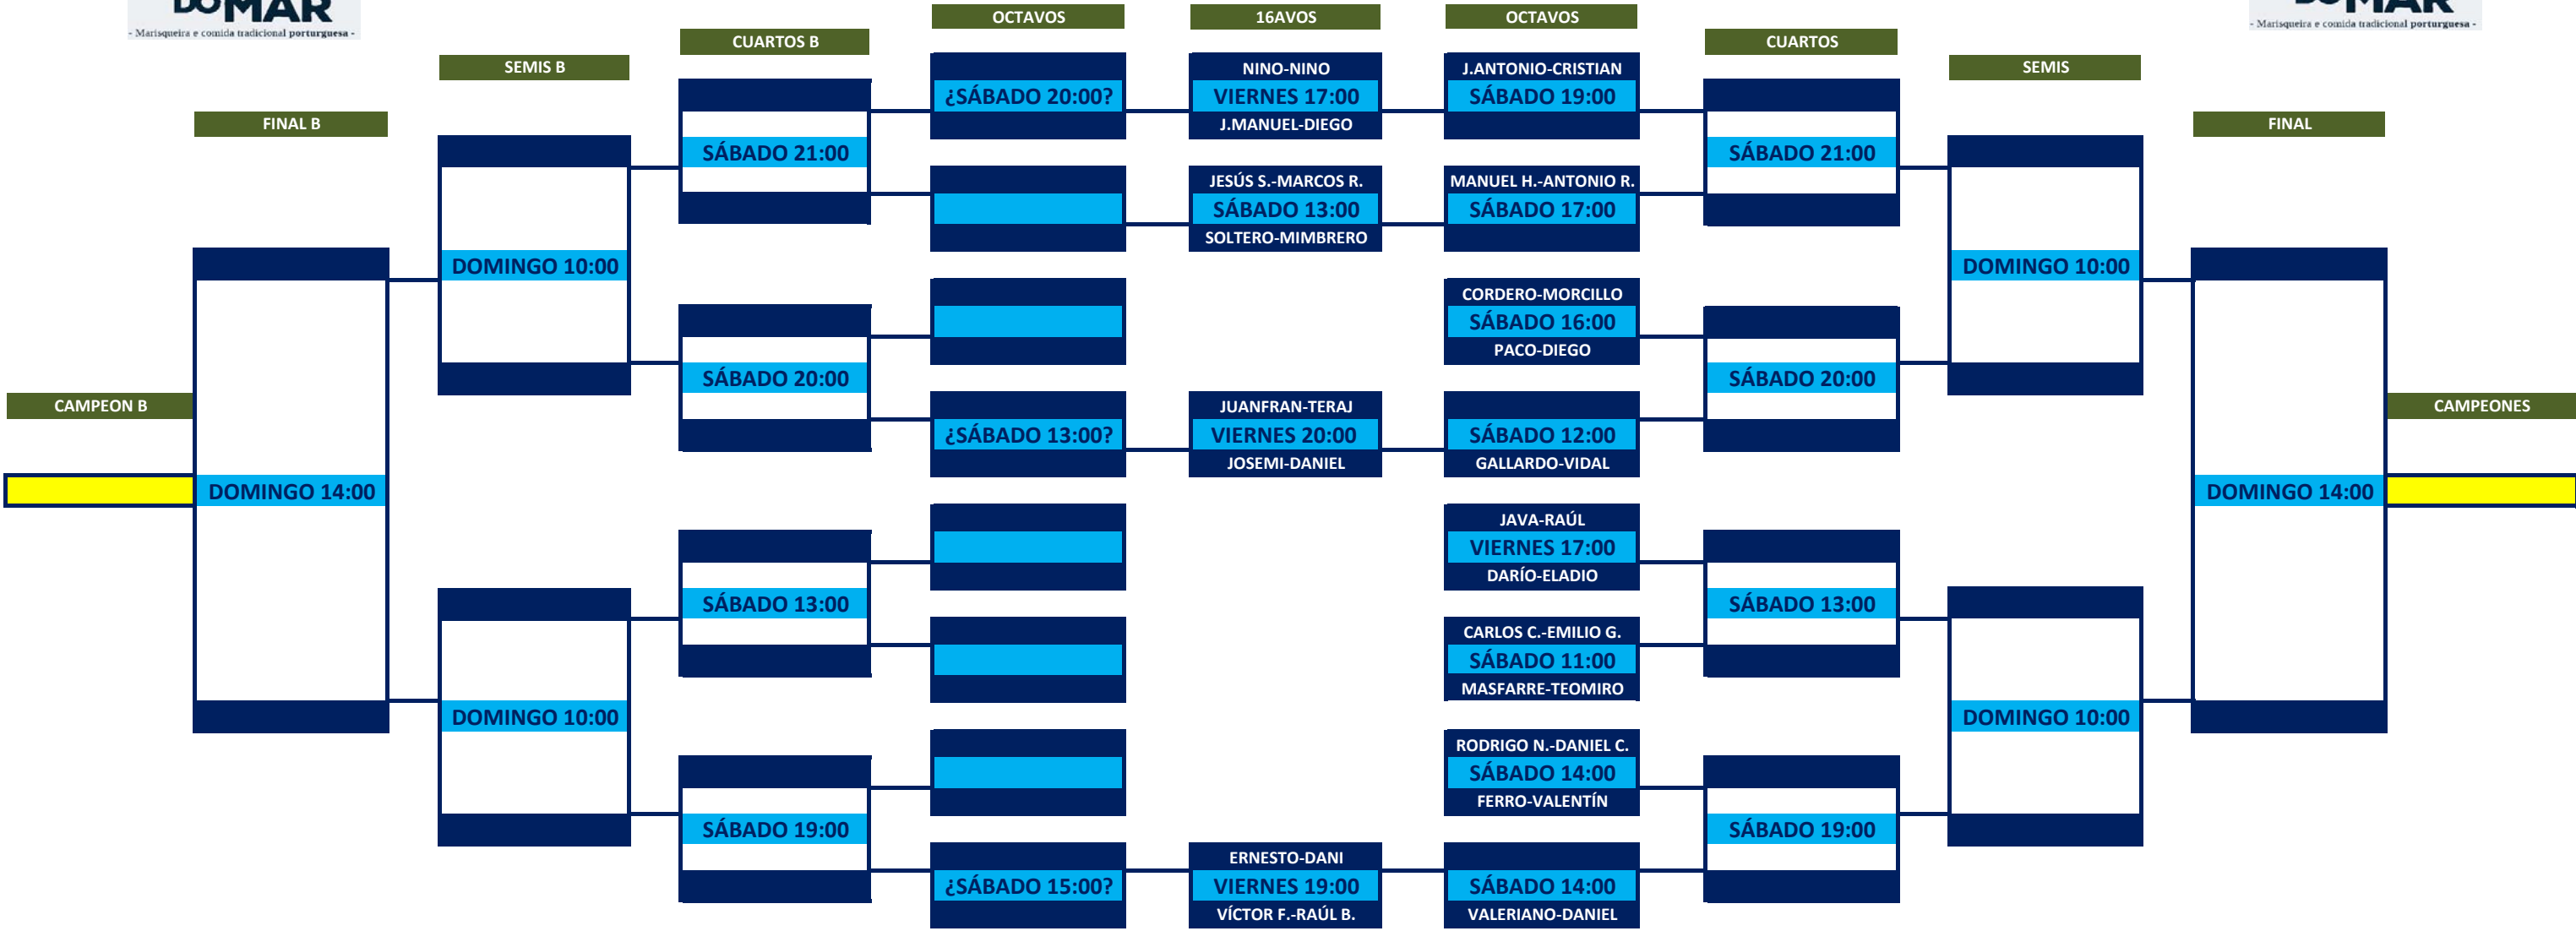 DOMAR
- Marisqueira e comida tradicional porturguesa -
DOMAR
- Marisqueira e comida tradicional porturguesa -
OCTAVOS
16AVOS
OCTAVOS
CUARTOS B
CUARTOS
SEMIS B
SEMIS
FINAL B
FINAL
CAMPEON B
CAMPEONES
DOMINGO 14:00
DOMINGO 10:00
DOMINGO 10:00
SÁBADO 21:00
SÁBADO 20:00
SÁBADO 13:00
SÁBADO 19:00
¿SÁBADO 20:00?
¿SÁBADO 13:00?
¿SÁBADO 15:00?
NINO-NINO
VIERNES 17:00
J.MANUEL-DIEGO
JESÚS S.-MARCOS R.
SÁBADO 13:00
SOLTERO-MIMBRERO
JUANFRAN-TERAJ
VIERNES 20:00
JOSEMI-DANIEL
ERNESTO-DANI
VIERNES 19:00
VÍCTOR F.-RAÚL B.
J.ANTONIO-CRISTIAN
SÁBADO 19:00
MANUEL H.-ANTONIO R.
SÁBADO 17:00
CORDERO-MORCILLO
SÁBADO 16:00
PACO-DIEGO
SÁBADO 12:00
GALLARDO-VIDAL
JAVA-RAÚL
VIERNES 17:00
DARÍO-ELADIO
CARLOS C.-EMILIO G.
SÁBADO 11:00
MASFARRE-TEOMIRO
RODRIGO N.-DANIEL C.
SÁBADO 14:00
FERRO-VALENTÍN
SÁBADO 14:00
VALERIANO-DANIEL
SÁBADO 21:00
SÁBADO 20:00
SÁBADO 13:00
SÁBADO 19:00
DOMINGO 10:00
DOMINGO 10:00
DOMINGO 14:00